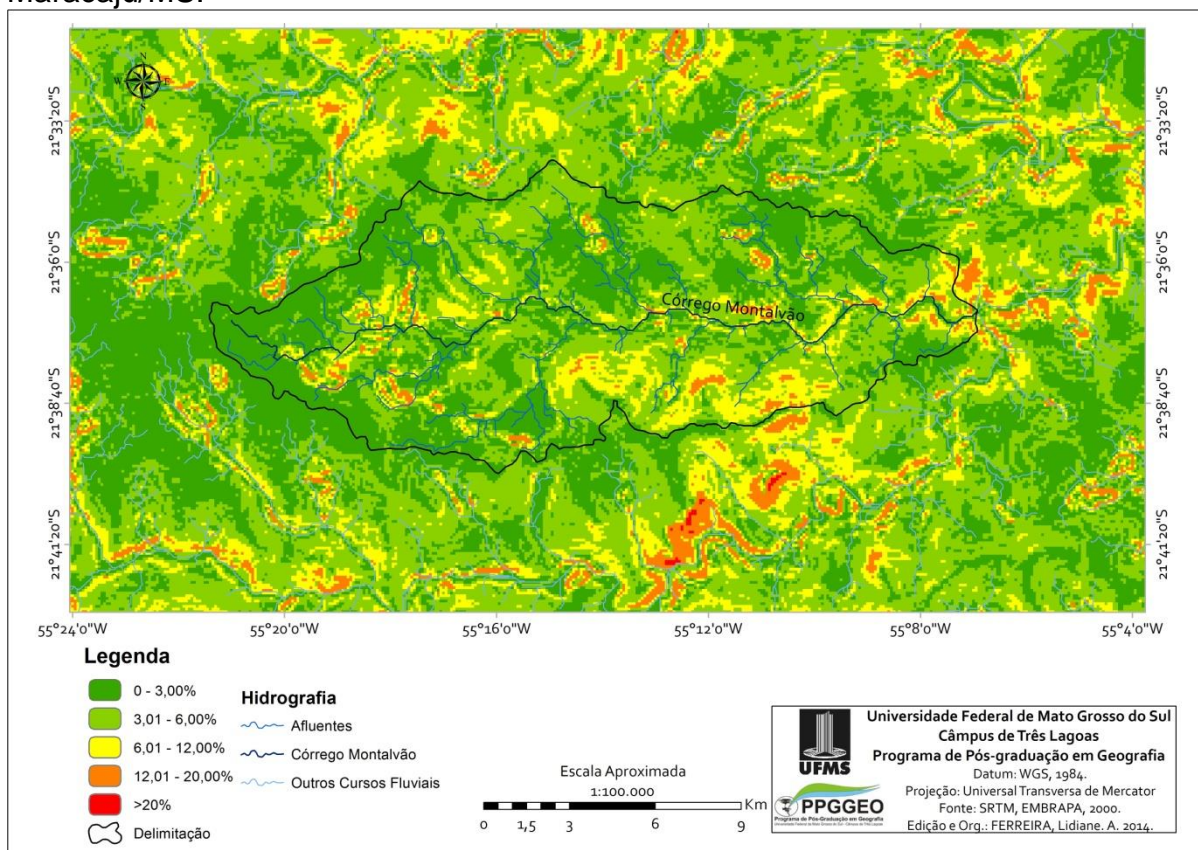 Maracaju/MS.
N
W E
S
21°33'20"S
21°36'0"S
21°38'40"S
21°41'20"S
Córrego Montalvão
21°33'20"S
21°36'0"S
21°38'40"S
21°41'20"S
55°24'0"W 55°20'0"W 55°16'0"W 55°12'0"W 55°8'0"W 55°4'0"W
Legenda
0 - 3,00%
3,01 - 6,00%
6,01 - 12,00%
12,01 - 20,00%
>20%
Delimitação
Hidrografia
Afluentes
Córrego Montalvão
Outros Cursos Fluviais
Escala Aproximada
1:100.000
Km
0 1,5 3 6 9
UFMS
PPGGEO
Programa de Pós-Graduação em Geografia
Universidade Federal de Mato Grosso do Sul
Câmpus de Três Lagoas
Programa de Pós-graduação em Geografia
Datum: WGS, 1984.
Projeção: Universal Transversa de Mercator
Fonte: SRTM, EMBRAPA, 2000.
Edição e Org.: FERREIRA, Lidiane. A. 2014.